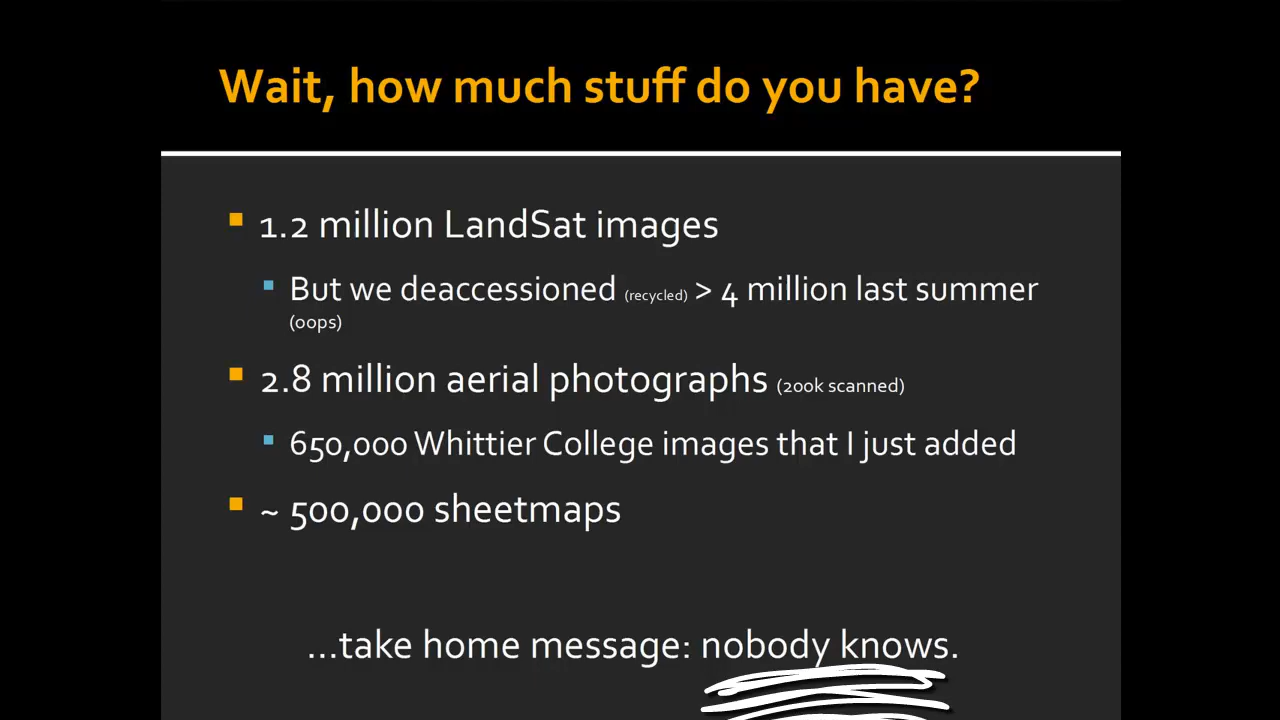 Wait, how much stuff do you have?
1.2 million LandSat images
But we deaccessioned (recycled) > 4 million last summer
(oops)
2.8 million aerial photographs (200k scanned)
650,000 Whittier College images that I just added
~ 500,000 sheetmaps
...take home message: nobody knows.